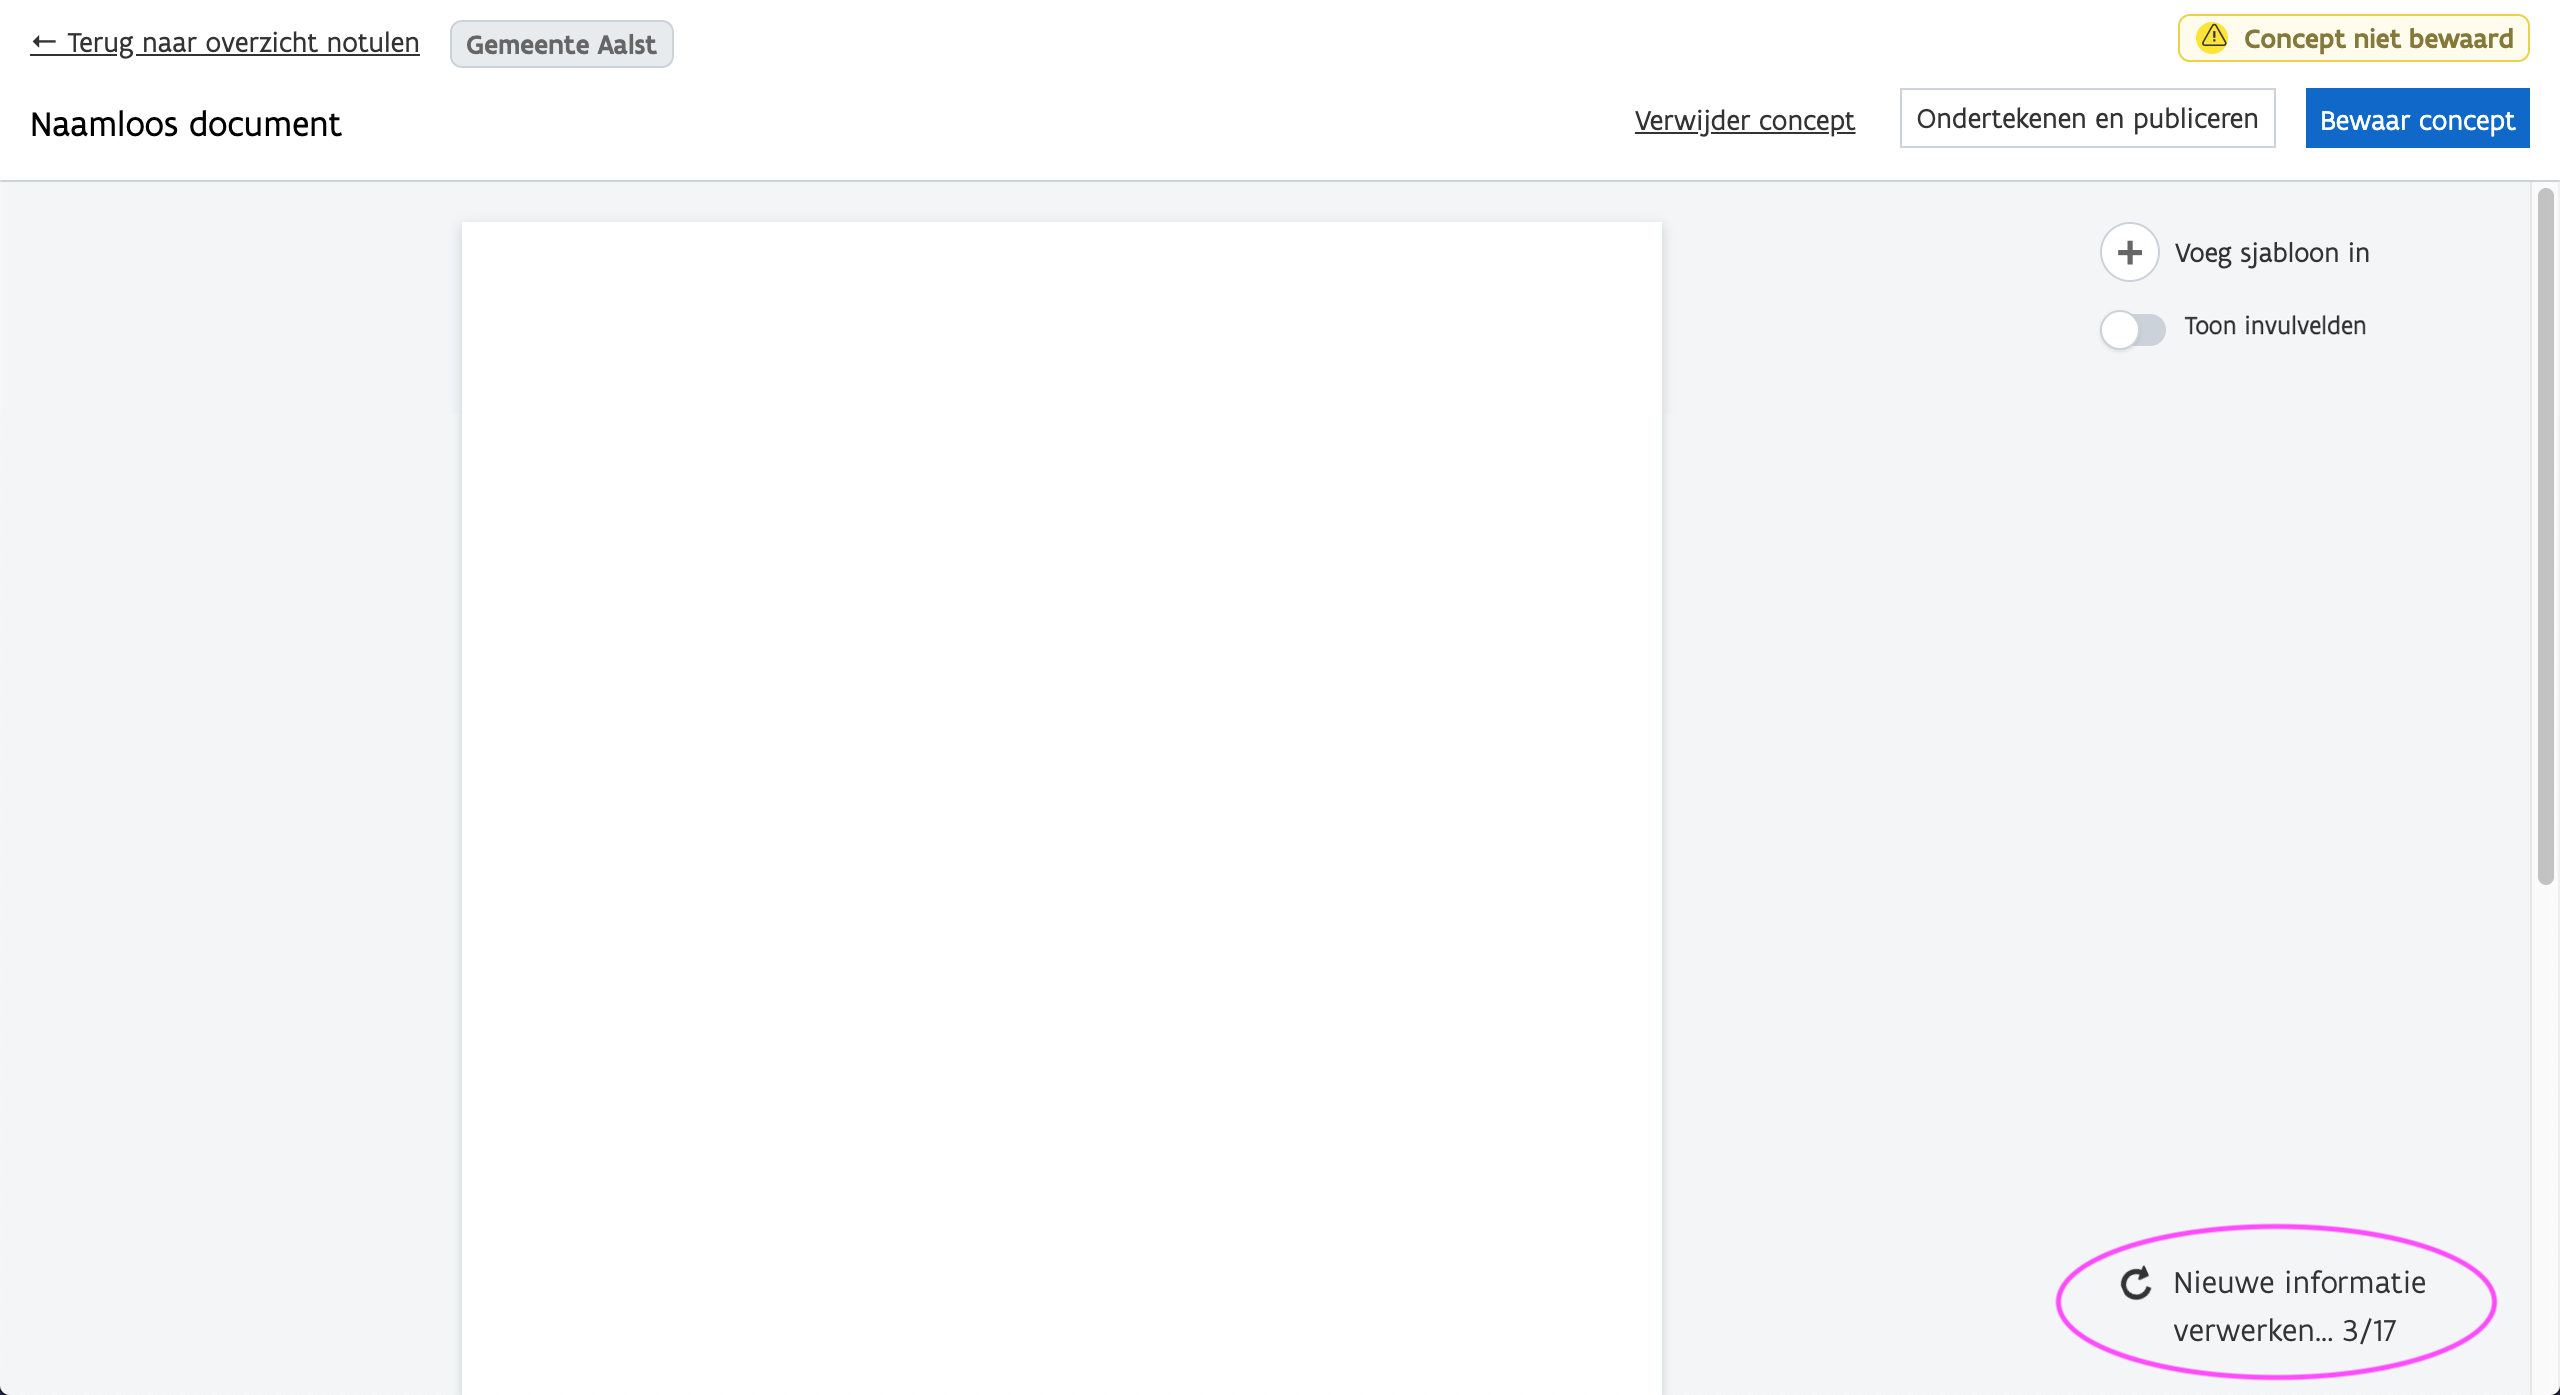 ← Terug naar overzicht notulen
Gemeente Aalst
Concept niet bewaard
Naamloos document
Verwijder concept
Ondertekenen en publiceren
Bewaar concept
Voeg sjabloon in
Toon invulvelden
Nieuwe informatie
verwerken... 3/17